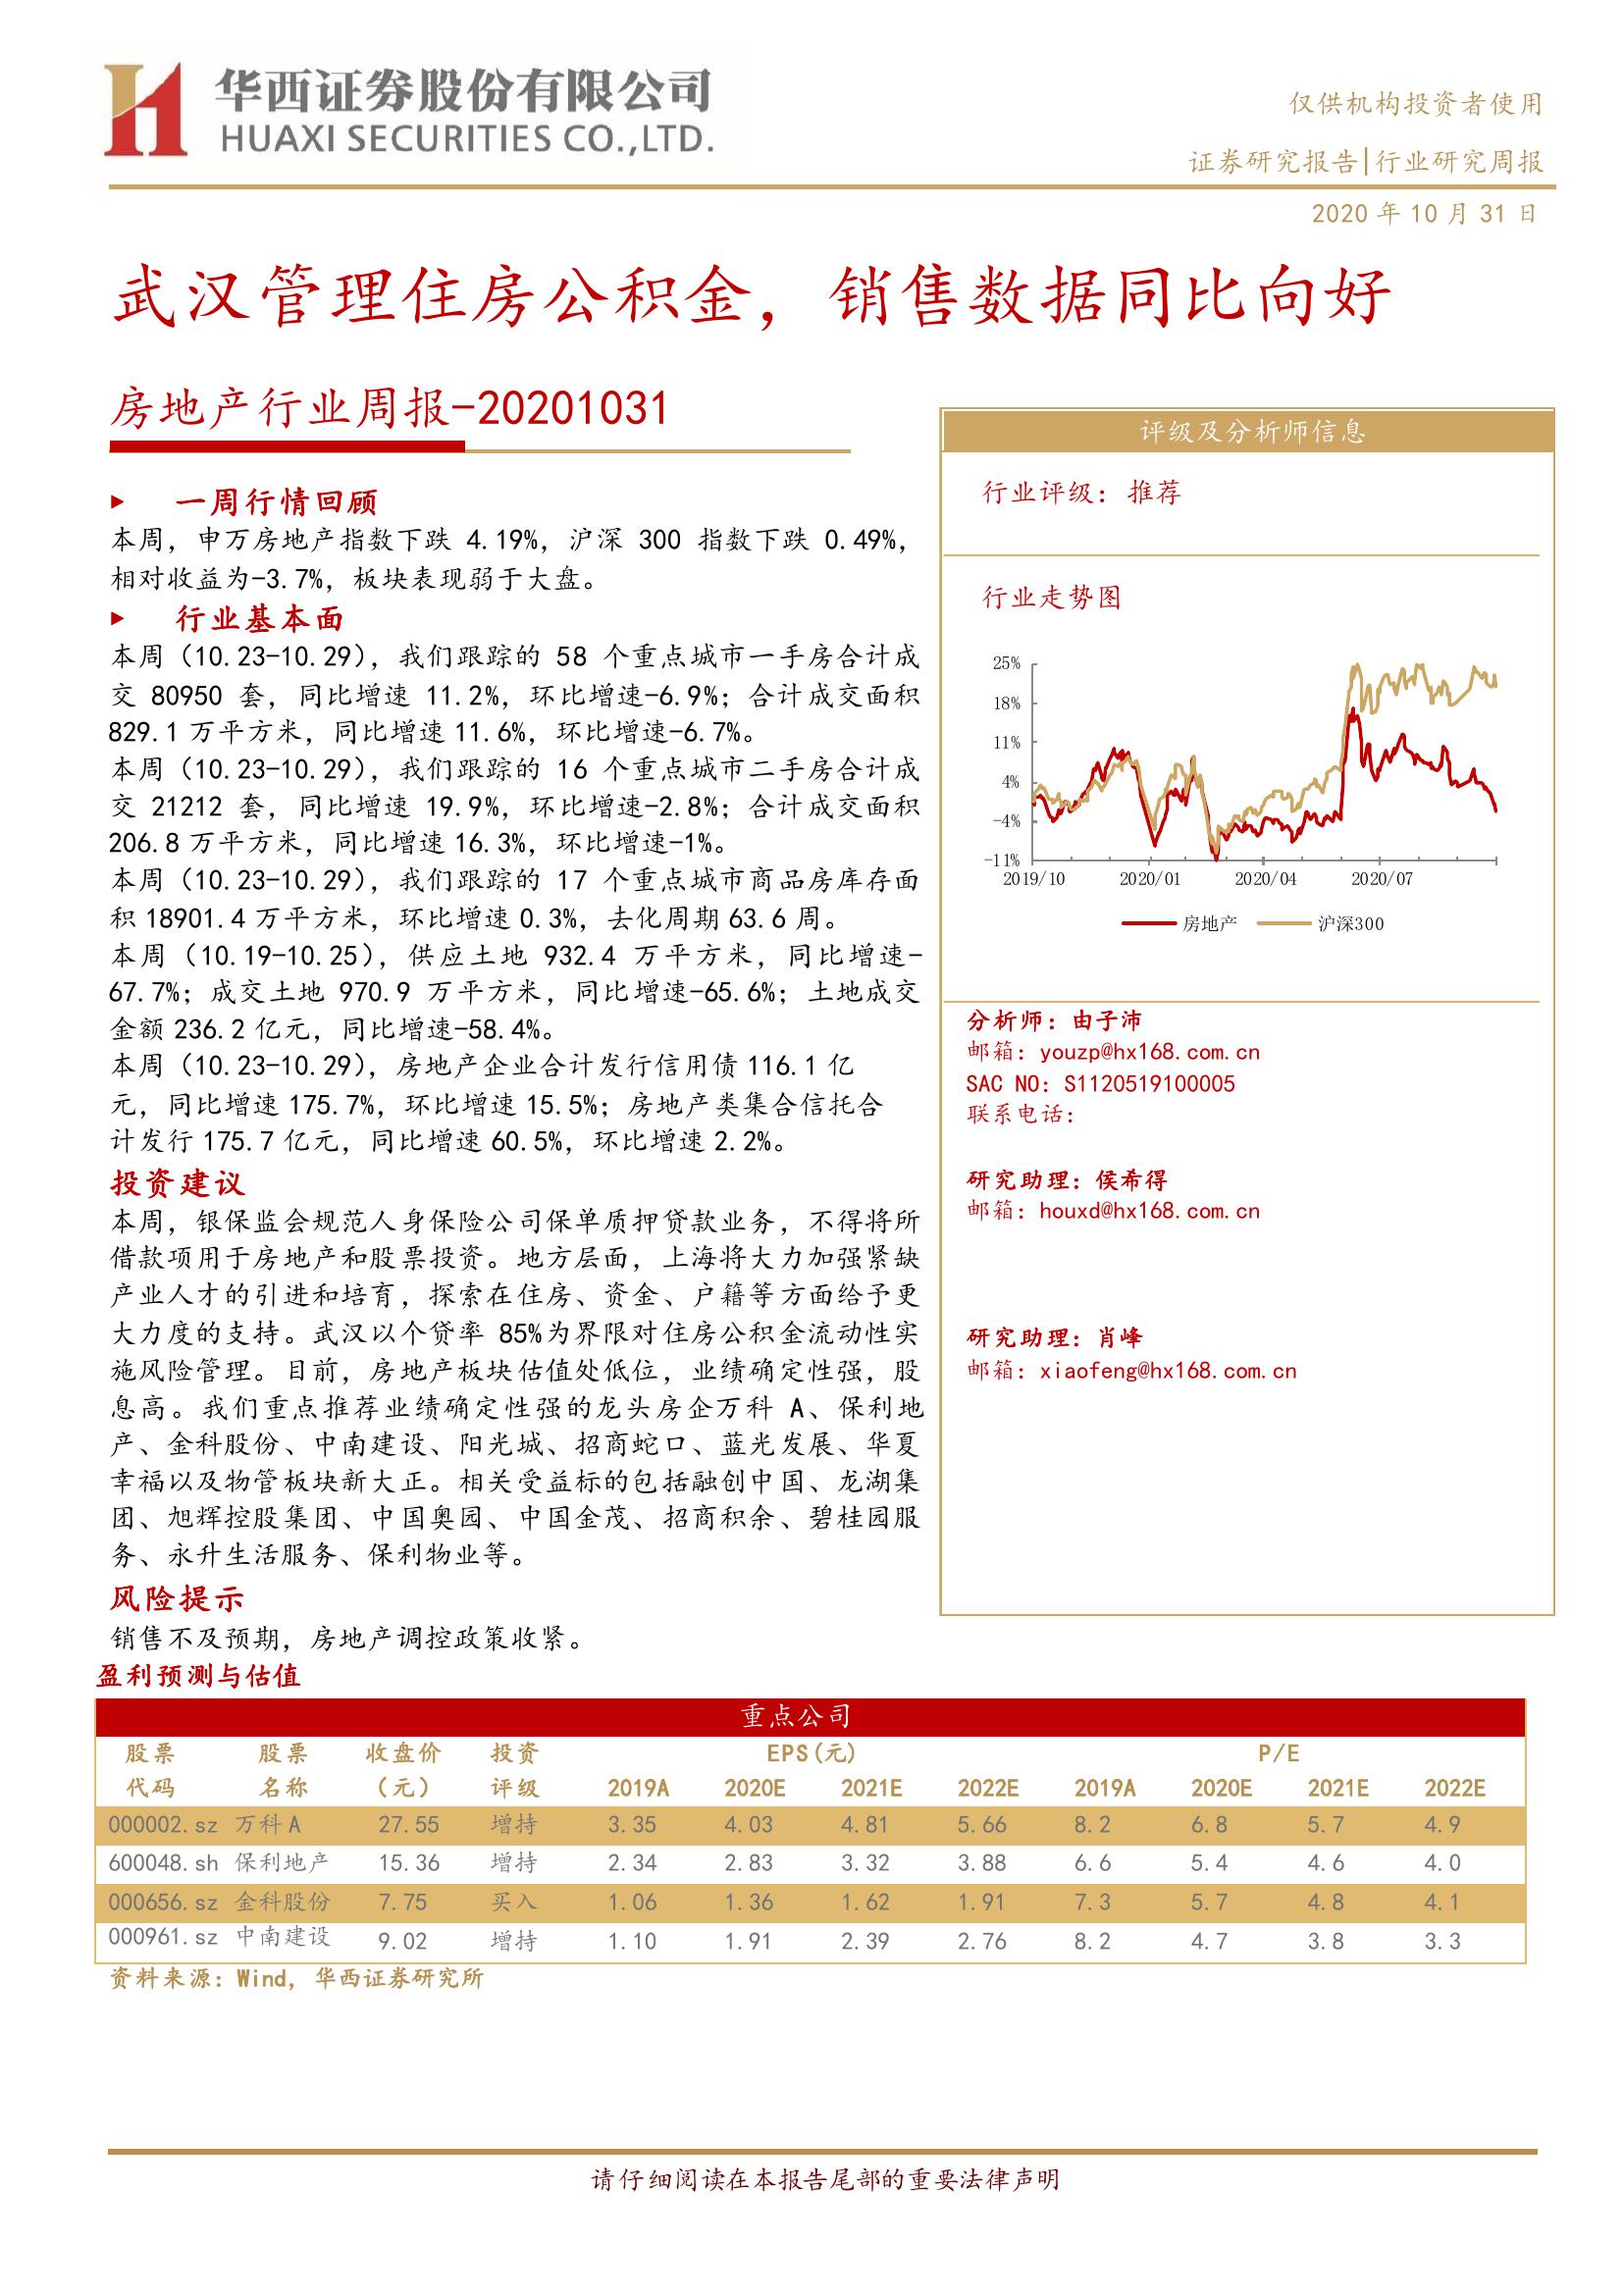 华西证券股份有限公司
HUAXI SECURITIES CO.,LTD.
仅供机构投资者使用
证券研究报告|行业研究周报
2020 年 10 月 31 日
武汉管理住房公积金，销售数据同比向好
房地产行业周报-20201031
一周行情回顾
本周，申万房地产指数下跌 4.19%，沪深 300 指数下跌 0.49%，
相对收益为-3.7%，板块表现弱于大盘。
行业基本面
本周（10.23-10.29），我们跟踪的 58 个重点城市一手房合计成
交 80950 套，同比增速 11.2%，环比增速-6.9%；合计成交面积
829.1 万平方米，同比增速 11.6%，环比增速-6.7%。
本周（10.23-10.29），我们跟踪的 16 个重点城市二手房合计成
交 21212 套，同比增速 19.9%，环比增速-2.8%；合计成交面积
206.8 万平方米，同比增速 16.3%，环比增速-1%。
本周（10.23-10.29），我们跟踪的 17 个重点城市商品房库存面
积 18901.4 万平方米，环比增速 0.3%，去化周期 63.6 周。
本周（10.19-10.25），供应土地 932.4 万平方米，同比增速-
67.7%；成交土地 970.9 万平方米，同比增速-65.6%；土地成交
金额 236.2 亿元，同比增速-58.4%。
本周（10.23-10.29），房地产企业合计发行信用债 116.1 亿
元，同比增速 175.7%，环比增速 15.5%；房地产类集合信托合
计发行 175.7 亿元，同比增速 60.5%，环比增速 2.2%。
投资建议
本周，银保监会规范人身保险公司保单质押贷款业务，不得将所
借款项用于房地产和股票投资。地方层面，上海将大力加强紧缺
产业人才的引进和培育，探索在住房、资金、户籍等方面给予更
大力度的支持。武汉以个贷率 85%为界限对住房公积金流动性实
施风险管理。目前，房地产板块估值处低位，业绩确定性强，股
息高。我们重点推荐业绩确定性强的龙头房企万科 A、保利地
产、金科股份、中南建设、阳光城、招商蛇口、蓝光发展、华夏
幸福以及物管板块新大正。相关受益标的包括融创中国、龙湖集
团、旭辉控股集团、中国奥园、中国金茂、招商积余、碧桂园服
务、永升生活服务、保利物业等。
风险提示
销售不及预期，房地产调控政策收紧。
评级及分析师信息
行业评级：推荐
行业走势图
25%
18%
11%
4%
-4%
-11%
2019/10 2020/01 2020/04 2020/07
房地产 沪深300
分析师：由子沛
邮箱：youzp@hx168.com.cn
SAC NO：S1120519100005
联系电话：
研究助理：侯希得
邮箱：houxd@hx168.com.cn
研究助理：肖峰
邮箱：xiaofeng@hx168.com.cn
盈利预测与估值
重点公司
股票 股票 收盘价 投资 EPS(元) P/E
代码 名称 （元） 评级 2019A 2020E 2021E 2022E 2019A 2020E 2021E 2022E
000002.sz 万科A 27.55 增持 3.35 4.03 4.81 5.66 8.2 6.8 5.7 4.9
600048.sh 保利地产 15.36 增持 2.34 2.83 3.32 3.88 6.6 5.4 4.6 4.0
000656.sz 金科股份 7.75 买入 1.06 1.36 1.62 1.91 7.3 5.7 4.8 4.1
000961.sz 中南建设 9.02 增持 1.10 1.91 2.39 2.76 8.2 4.7 3.8 3.3
资料来源：Wind，华西证券研究所
请仔细阅读在本报告尾部的重要法律声明